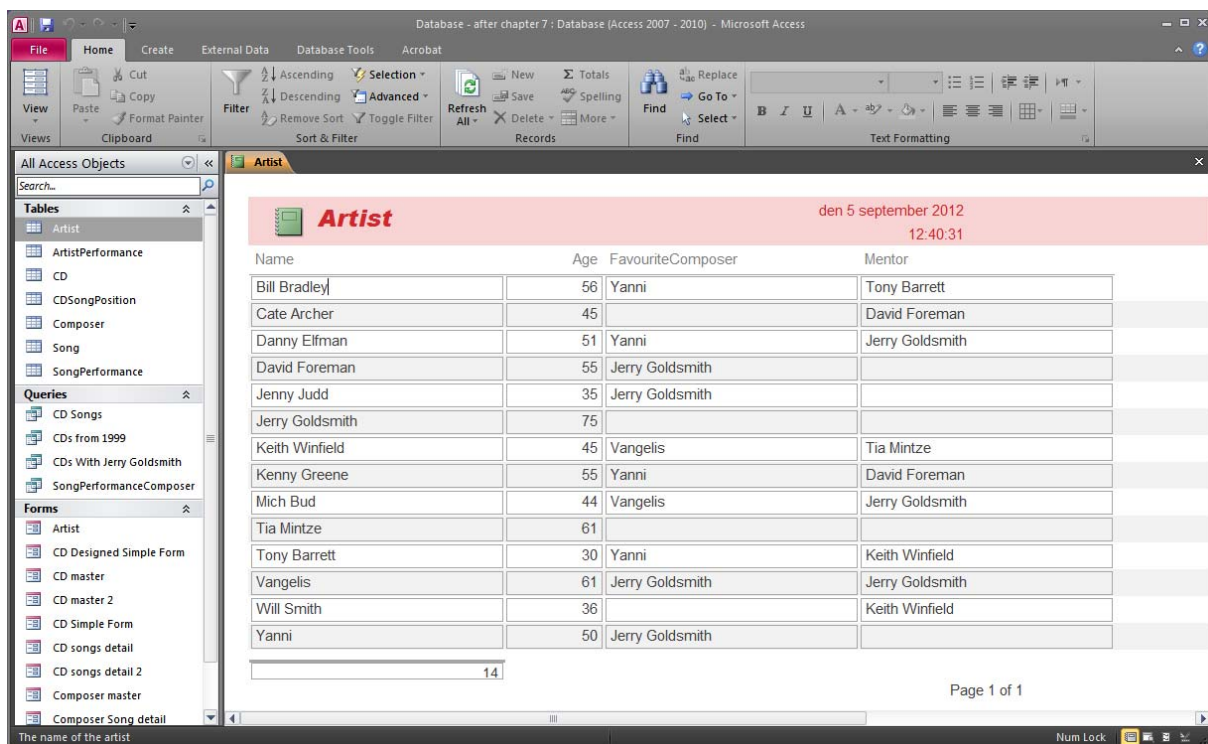 Database - after chapter 7 : Database (Access 2007 - 2010) - Microsoft Access
File Home Create External Data Database Tools Acrobat
View
Views
Paste
Cut
Copy
Format Painter
Clipboard
Filter
Ascending
Descending
Remove Sort
Selection
Advanced
Toggle Filter
Sort & Filter
Refresh All
New
Save
Delete
Totals
Spelling
More
Records
Find
Replace
Go To
Select
Find
B I U A
Text Formatting
All Access Objects
Search...
Tables
Artist
ArtistPerformance
CD
CDSongPosition
Composer
Song
SongPerformance
Queries
CD Songs
CDs from 1999
CDs With Jerry Goldsmith
SongPerformanceComposer
Forms
Artist
CD Designed Simple Form
CD master
CD master 2
CD Simple Form
CD songs detail
CD songs detail 2
Composer master
Composer Song detail
Artist
Artist
den 5 september 2012
12:40:31
Name Age FavouriteComposer Mentor
Bill Bradley 56 Yanni Tony Barrett
Cate Archer 45 David Foreman
Danny Elfman 51 Yanni Jerry Goldsmith
David Foreman 55 Jerry Goldsmith
Jenny Judd 35 Jerry Goldsmith
Jerry Goldsmith 75
Keith Winfield 45 Vangelis Tia Mintze
Kenny Greene 55 Yanni David Foreman
Mich Bud 44 Vangelis Jerry Goldsmith
Tia Mintze 61
Tony Barrett 30 Yanni Keith Winfield
Vangelis 61 Jerry Goldsmith Jerry Goldsmith
Will Smith 36 Keith Winfield
Yanni 50 Jerry Goldsmith
14
Page 1 of 1
The name of the artist
Num Lock